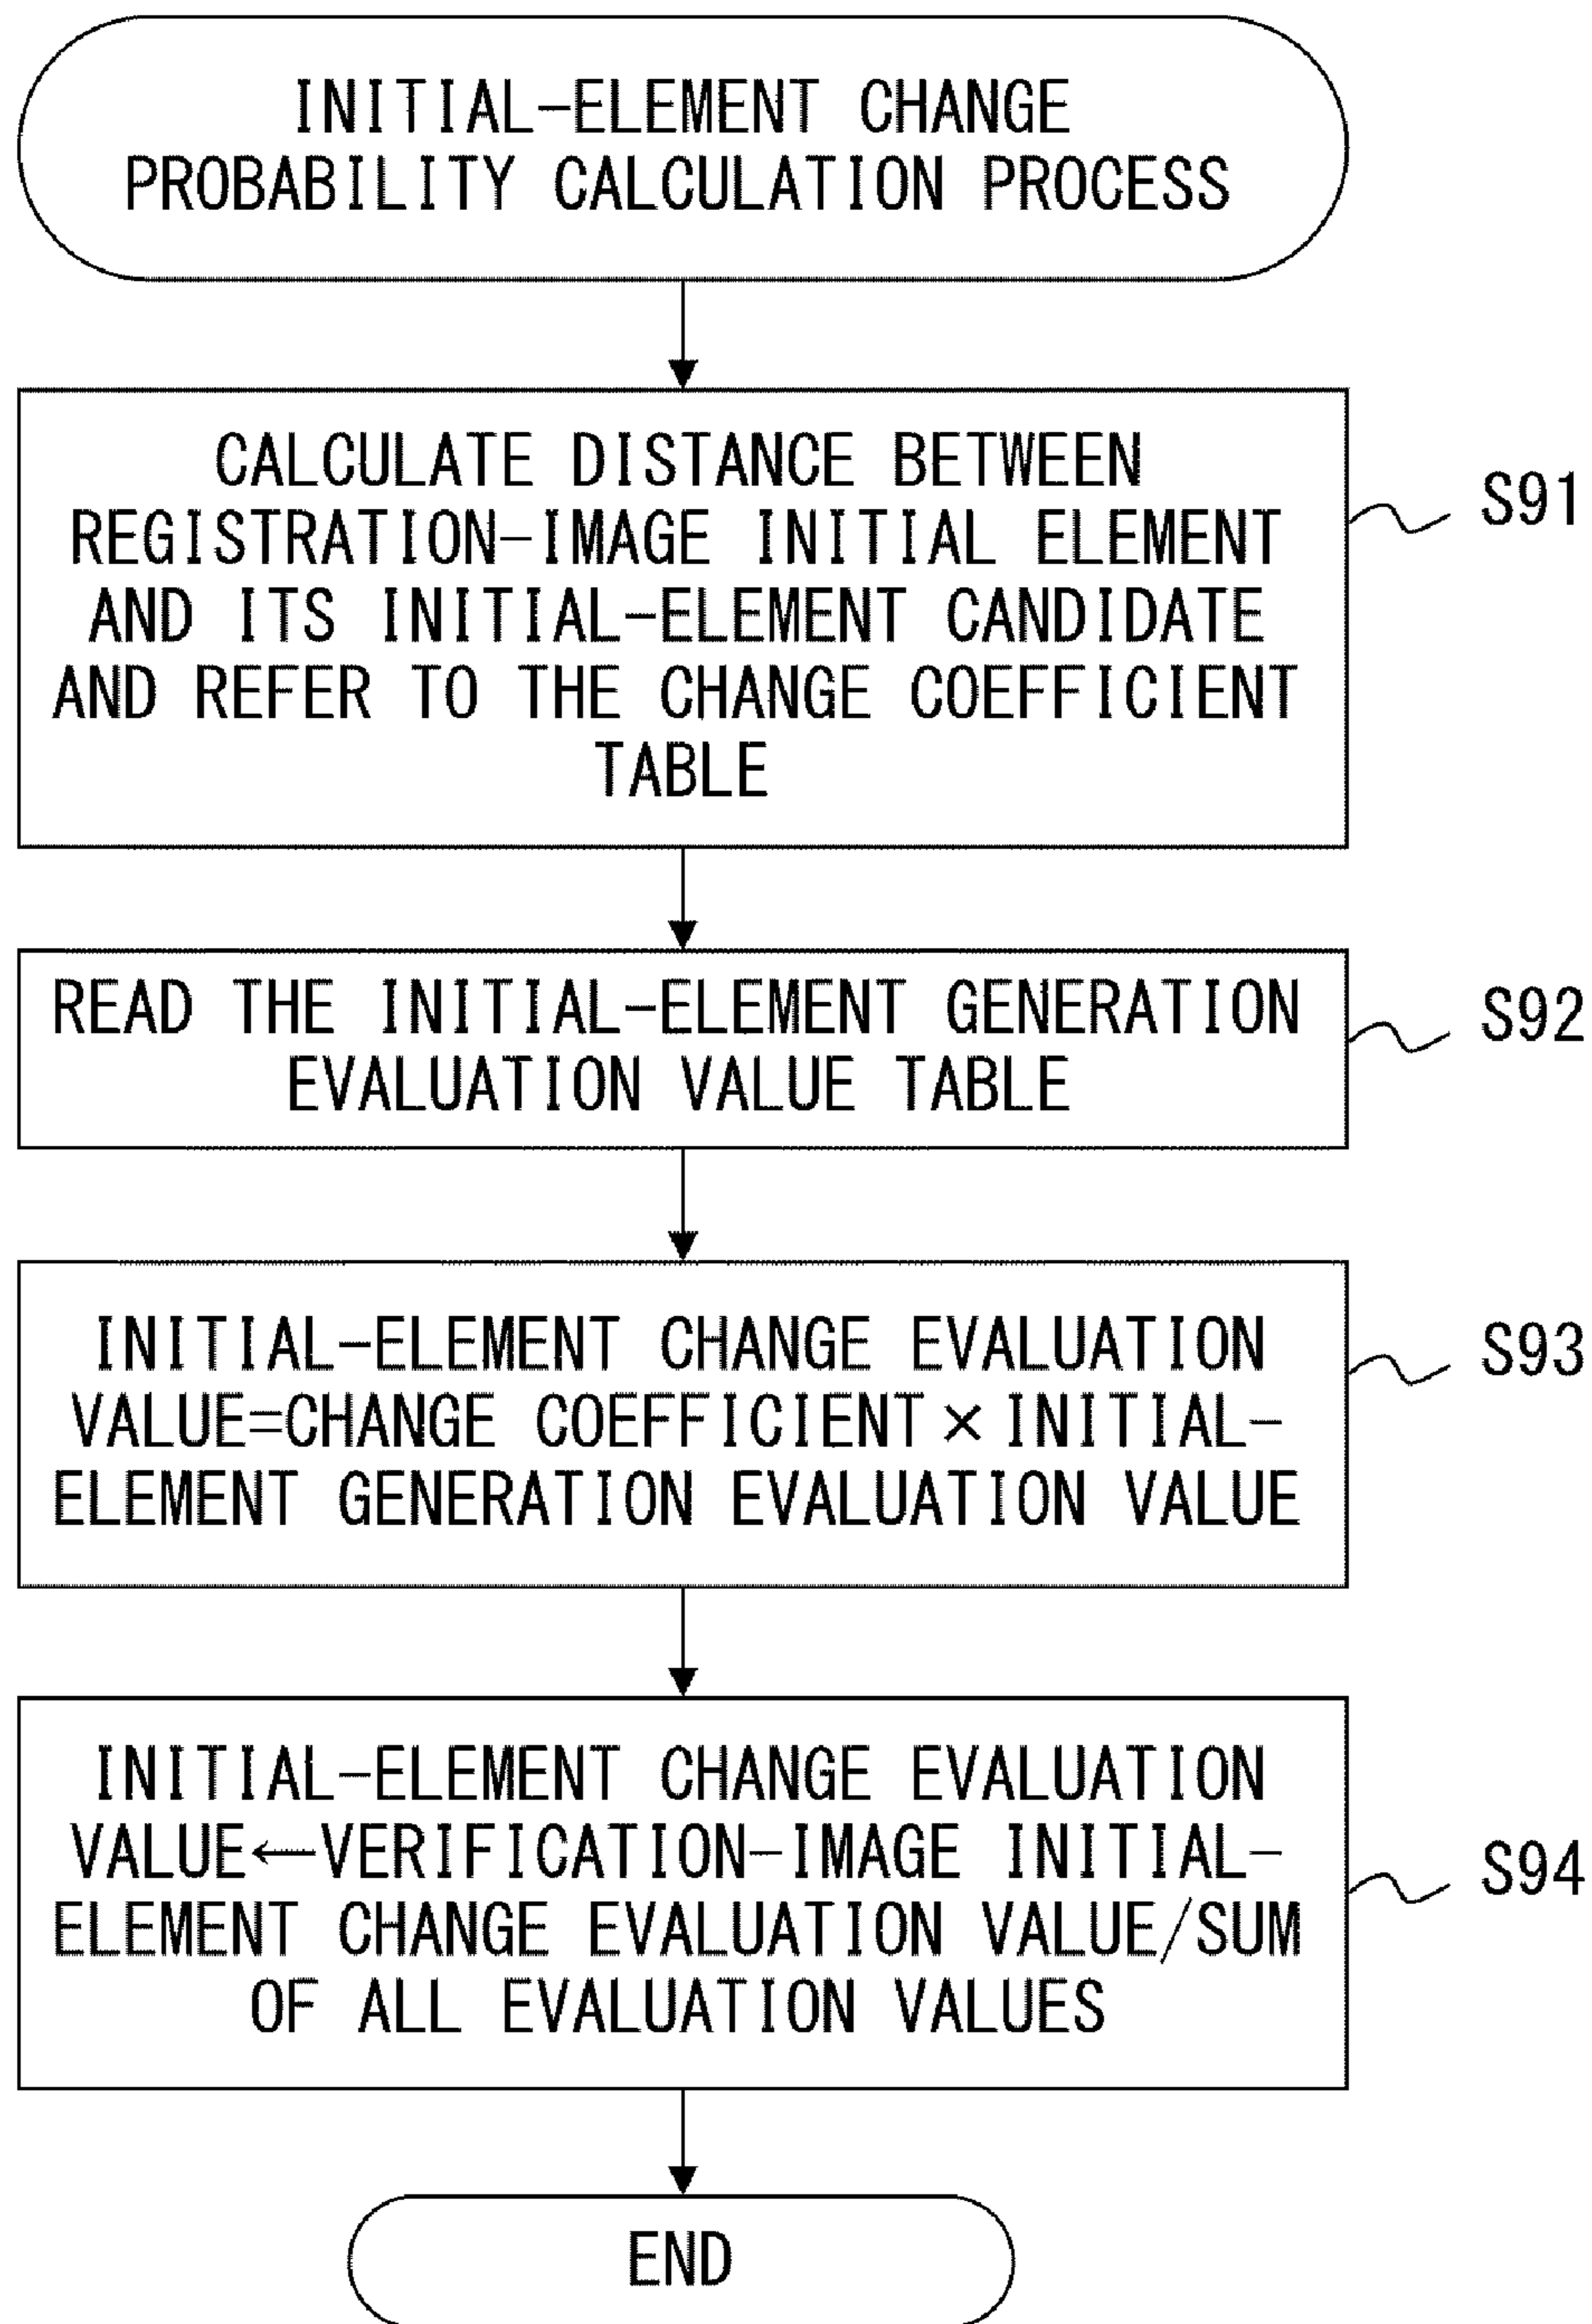 INITIAL-ELEMENT CHANGE
PROBABILITY CALCULATION PROCESS
CALCULATE DISTANCE BETWEEN
REGISTRATION-IMAGE INITIAL ELEMENT
AND ITS INITIAL-ELEMENT CANDIDATE
AND REFER TO THE CHANGE COEFFICIENT
TABLE
S91
READ THE INITIAL-ELEMENT GENERATION
EVALUATION VALUE TABLE
S92
INITIAL-ELEMENT CHANGE EVALUATION
VALUE=CHANGE COEFFICIENT×INITIAL-
ELEMENT GENERATION EVALUATION VALUE
S93
INITIAL-ELEMENT CHANGE EVALUATION
VALUE←VERIFICATION-IMAGE INITIAL-
ELEMENT CHANGE EVALUATION VALUE/SUM
OF ALL EVALUATION VALUES
S94
END